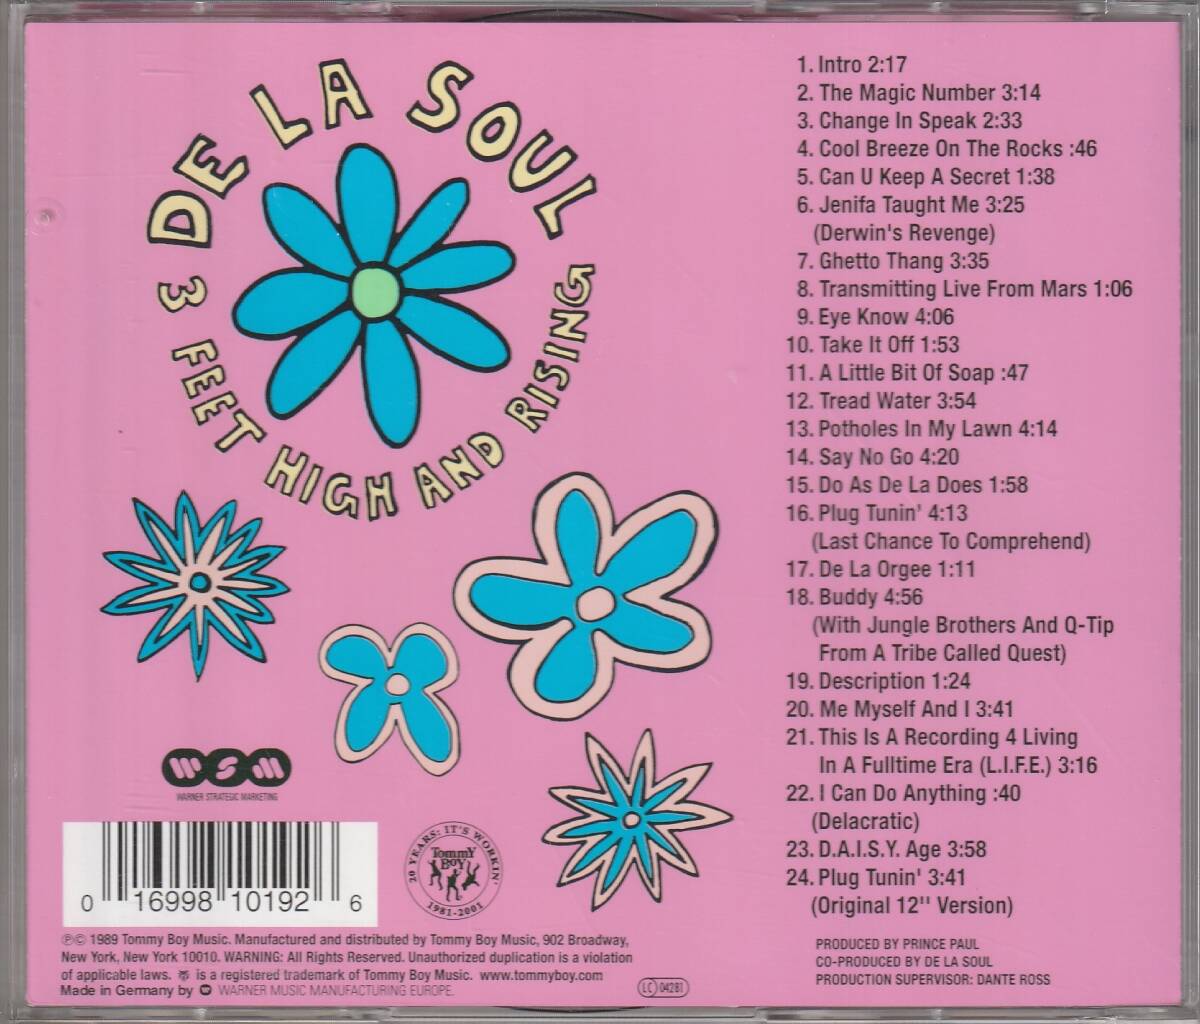 DE LA SOUL
3 FEET HIGH AND RISING
1. Intro 2:17
2. The Magic Number 3:14
3. Change In Speak 2:33
4. Cool Breeze On The Rocks :46
5. Can U Keep A Secret 1:38
6. Jenifa Taught Me 3:25
(Derwin's Revenge)
7. Ghetto Thang 3:35
8. Transmitting Live From Mars 1:06
9. Eye Know 4:06
10. Take It Off 1:53
11. A Little Bit Of Soap :47
12. Tread Water 3:54
13. Potholes In My Lawn 4:14
14. Say No Go 4:20
15. Do As De La Does 1:58
16. Plug Tunin' 4:13
(Last Chance To Comprehend)
17. De La Orgee 1:11
18. Buddy 4:56
(With Jungle Brothers And Q-Tip
From A Tribe Called Quest)
19. Description 1:24
20. Me Myself And I 3:41
21. This Is A Recording 4 Living
In A Fulltime Era (L.I.F.E.) 3:16
22. I Can Do Anything :40
(Delacratic)
23. D.A.I.S.Y. Age 3:58
24. Plug Tunin' 3:41
(Original 12'' Version)
PRODUCED BY PRINCE PAUL
CO-PRODUCED BY DE LA SOUL
PRODUCTION SUPERVISOR: DANTE ROSS
WSM
WARNER STRATEGIC MARKETING
0 16998 10192 6
20 YEARS: IT'S WORKIN'
TOMMY
BOY
1981-2001
℗© 1989 Tommy Boy Music. Manufactured and distributed by Tommy Boy Music, 902 Broadway,
New York, New York 10010. WARNING: All Rights Reserved. Unauthorized duplication is a violation
of applicable laws. is a registered trademark of Tommy Boy Music. www.tommyboy.com
Made in Germany by WARNER MUSIC MANUFACTURING EUROPE.
LC 04281